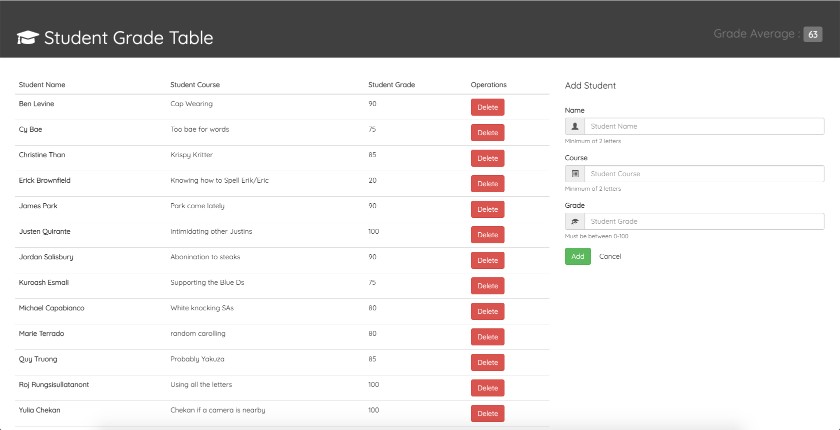 Student Grade Table
Grade Average : 63
Student Name Student Course Student Grade Operations
Ben Levine Cap Wearing 90 Delete
Cy Bae Too bae for words 75 Delete
Christine Than Krispy Kritter 85 Delete
Erick Brownfield Knowing how to Spell Erik/Eric 20 Delete
James Park Park came lately 90 Delete
Justen Quirante Intimidating other Justins 100 Delete
Jordan Salisbury Abonination to steaks 90 Delete
Kuroash Esmaili Supporting the Blue Ds 75 Delete
Michael Capabianco White knocking SAs 80 Delete
Marie Terrado random carolling 80 Delete
Quy Truong Probably Yakuza 85 Delete
Roj Rungsisullatanont Using all the letters 100 Delete
Yulia Chekan Chekan if a camera is nearby 100 Delete
Add Student
Name
Student Name
Minimum of 2 letters
Course
Student Course
Minimum of 2 letters
Grade
Student Grade
Must be between 0-100
Add Cancel